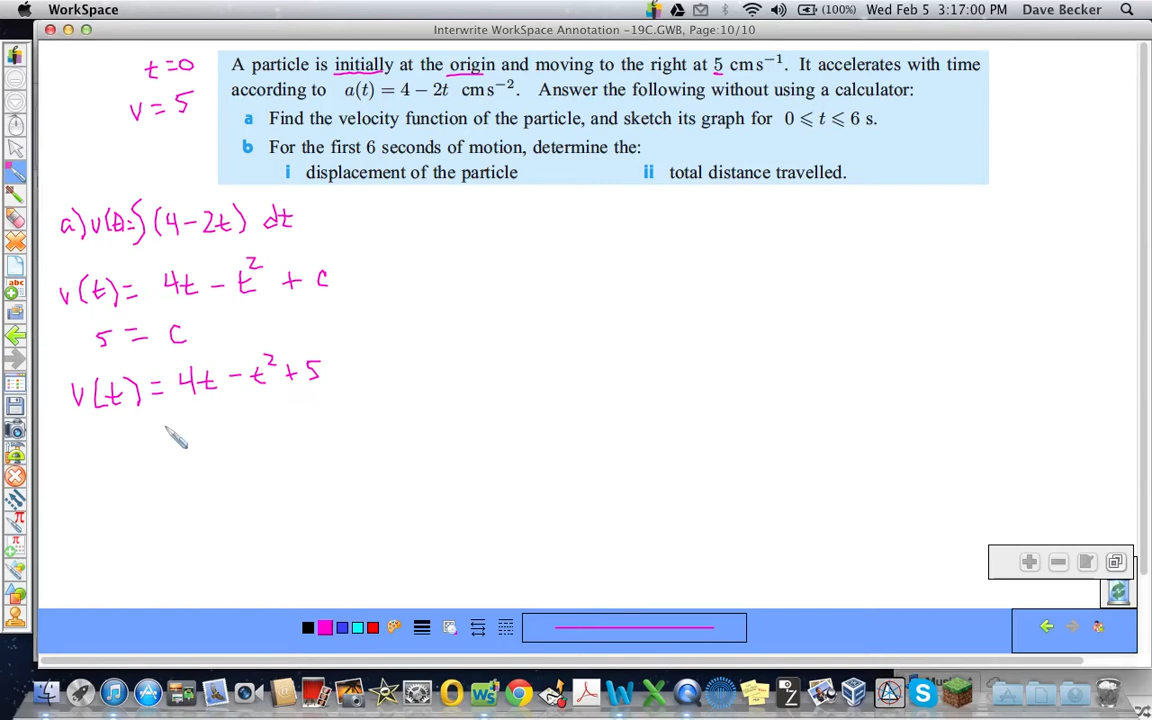 WorkSpace
(100%) Wed Feb 5 3:17:00 PM Dave Becker
Interwrite WorkSpace Annotation -19C.GWB, Page:10/10
t=0
v = 5
A particle is initially at the origin and moving to the right at 5 cm s⁻¹. It accelerates with time
according to a(t) = 4 − 2t cm s⁻². Answer the following without using a calculator:
a Find the velocity function of the particle, and sketch its graph for 0 ⩽ t ⩽ 6 s.
b For the first 6 seconds of motion, determine the:
i displacement of the particle ii total distance travelled.
a) v(t)=∫(4-2t) dt
v(t)= 4t - t² + c
5 = c
v(t) = 4t - t² + 5
abc
π
π
W
S
W
X
Z